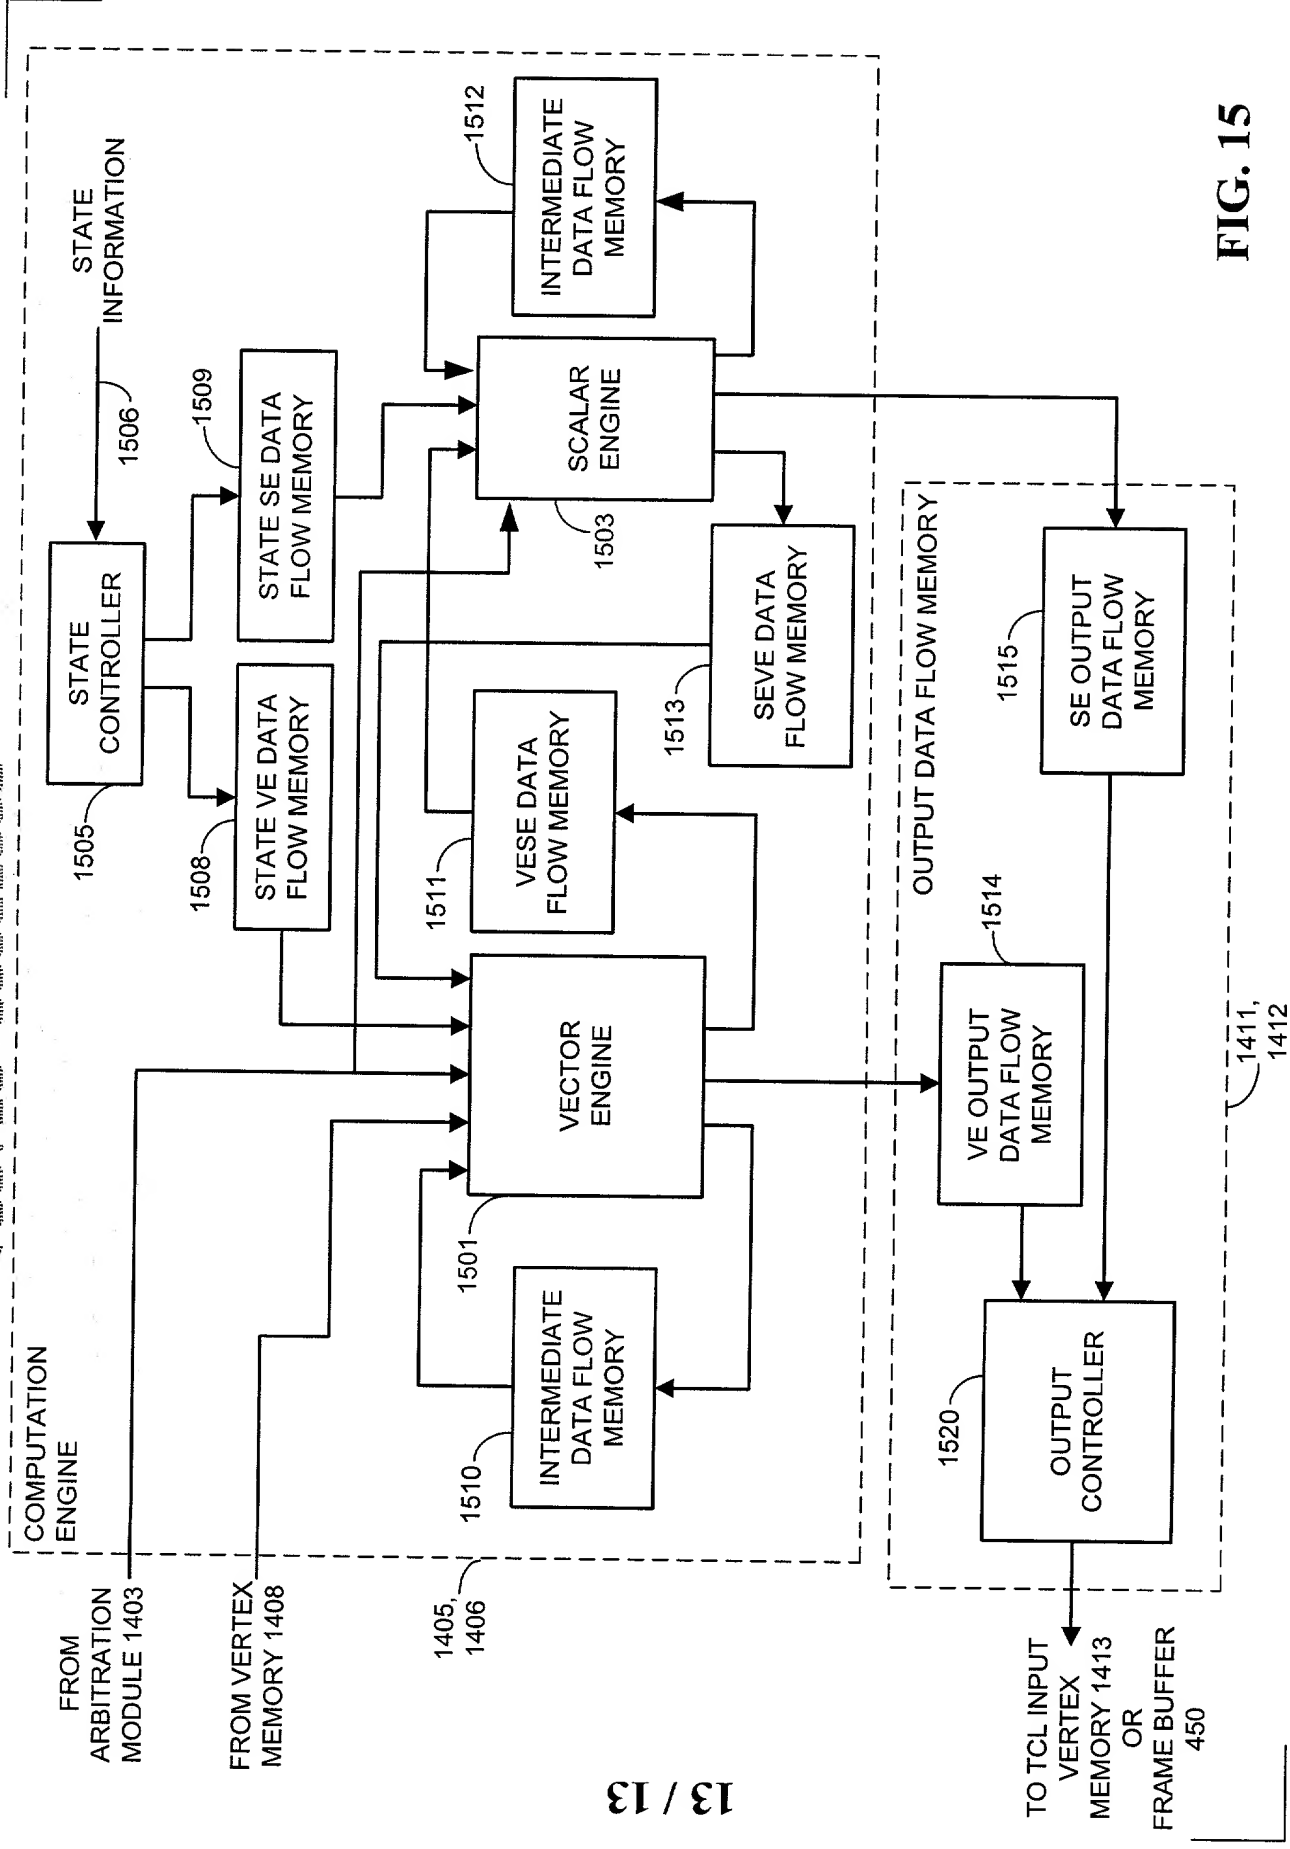 COMPUTATION
ENGINE
STATE
INFORMATION
1506
STATE
CONTROLLER
1505
FROM
ARBITRATION
MODULE 1403
STATE VE DATA
FLOW MEMORY
1508
STATE SE DATA
FLOW MEMORY
1509
FROM VERTEX
MEMORY 1408
1405,
1406
1510
INTERMEDIATE
DATA FLOW
MEMORY
1501
VECTOR
ENGINE
1511
VESE DATA
FLOW MEMORY
1503
SCALAR
ENGINE
1512
INTERMEDIATE
DATA FLOW
MEMORY
1513
SEVE DATA
FLOW MEMORY
OUTPUT DATA FLOW MEMORY
1520
OUTPUT
CONTROLLER
1514
VE OUTPUT
DATA FLOW
MEMORY
1515
SE OUTPUT
DATA FLOW
MEMORY
TO TCL INPUT
VERTEX
MEMORY 1413
OR
FRAME BUFFER
450
1411,
1412
FIG. 15
13 / 13